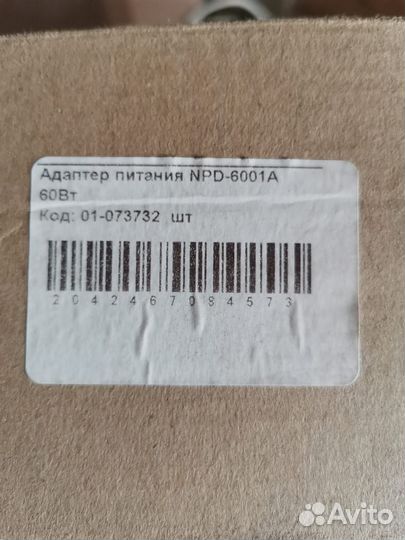 Адаптер питания NPD-6001A
60Вт
Код: 01-073732 шт
2042467084573
Avito